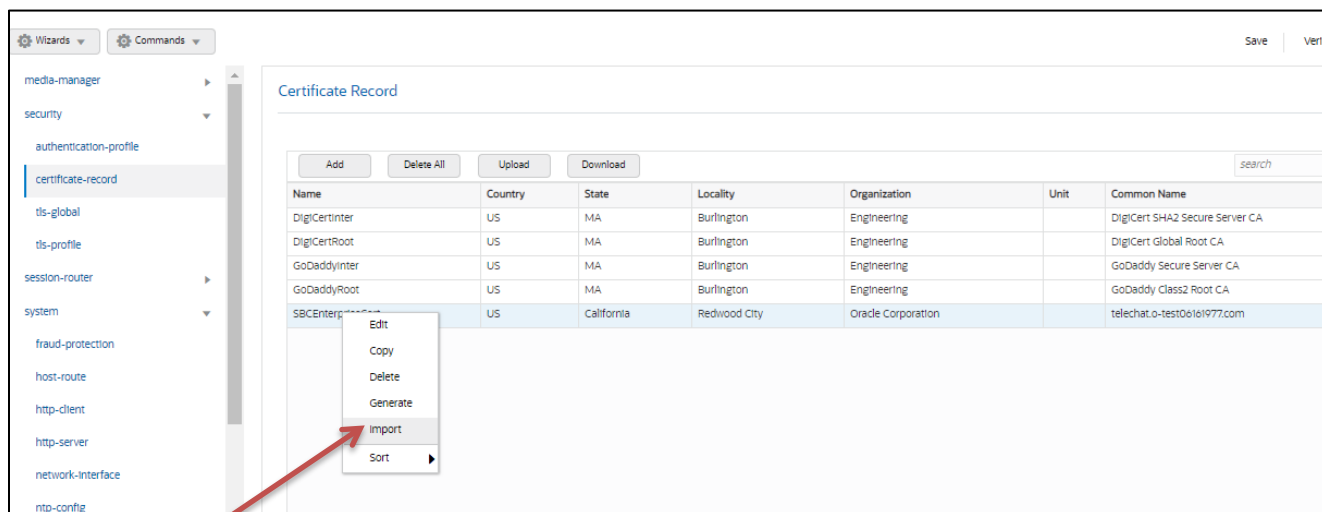 Wizards Commands Save
media-manager
Certificate Record
security
authentication-profile
Add Delete All Upload Download search
certificate-record
Name Country State Locality Organization Unit Common Name
tls-global
DigiCertInter US MA Burlington Engineering DigiCert SHA2 Secure Server CA
tls-profile
DigiCertRoot US MA Burlington Engineering DigiCert Global Root CA
GoDaddyInter US MA Burlington Engineering GoDaddy Secure Server CA
session-router
GoDaddyRoot US MA Burlington Engineering GoDaddy Class2 Root CA
system
US California Redwood City Oracle Corporation telechat.o-test06161977.com
Edit
fraud-protection
Copy
host-route
Delete
http-client
Generate
Import
http-server
Sort
network-interface
ntp-config